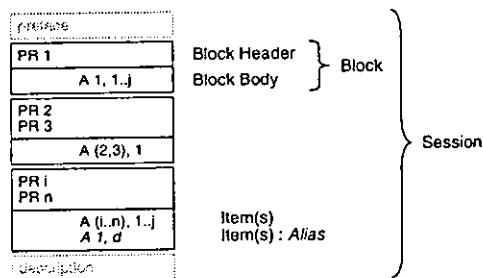 preface
PR 1
Block Header
A 1, 1..j
Block Body
Block
PR 2
PR 3
A (2,3), 1
Session
PR i
PR n
A (i..n), 1..j
Item(s)
A 1, d
Item(s) : Alias
description